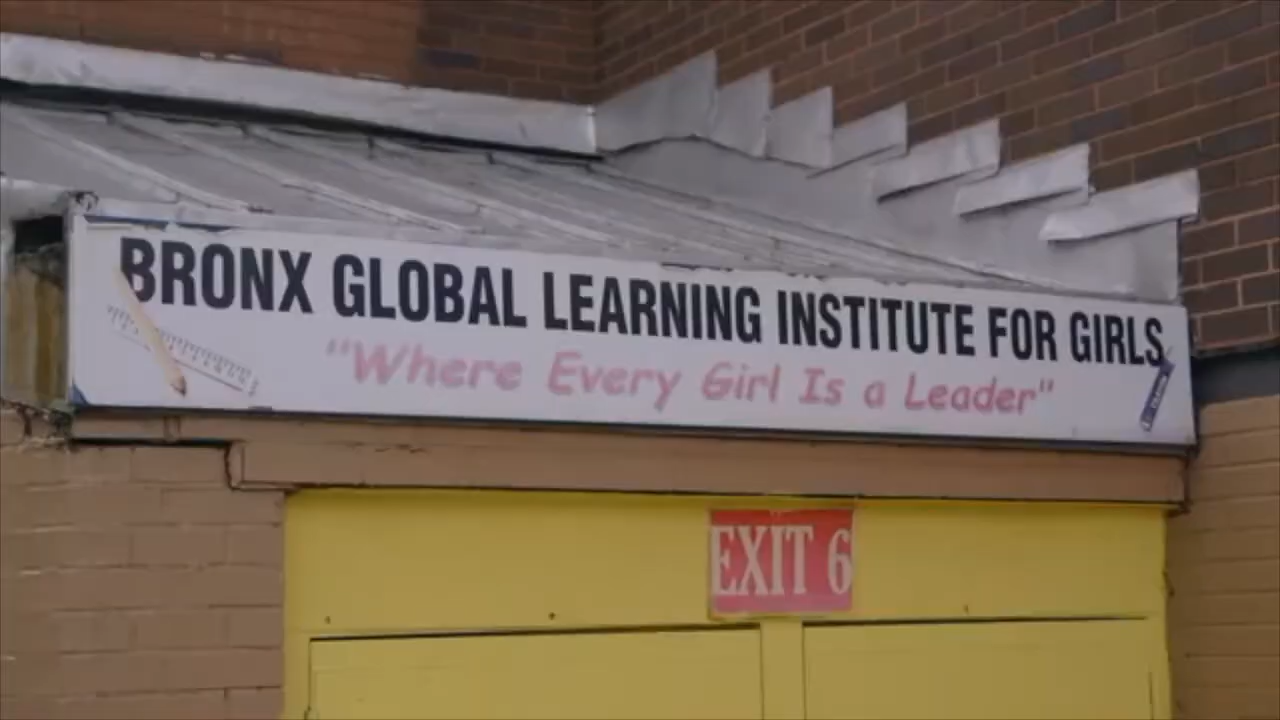 BRONX GLOBAL LEARNING INSTITUTE FOR GIRLS
"Where Every Girl Is a Leader"
EXIT 6